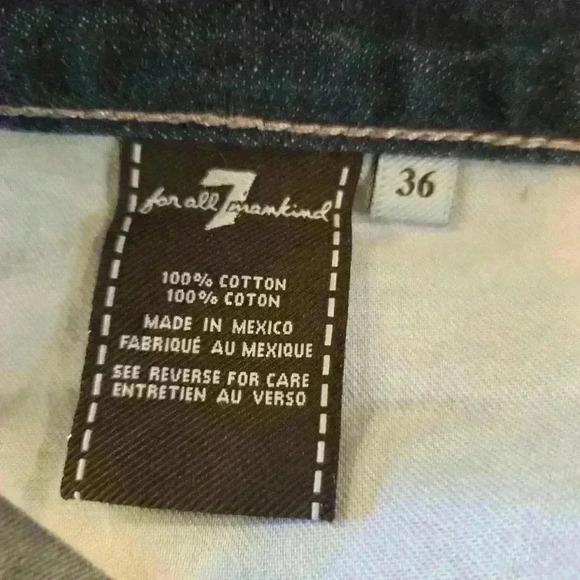 for all 7 mankind
36
100% COTTON
100% COTON
MADE IN MEXICO
FABRIQUÉ AU MEXIQUE
SEE REVERSE FOR CARE
ENTRETIEN AU VERSO